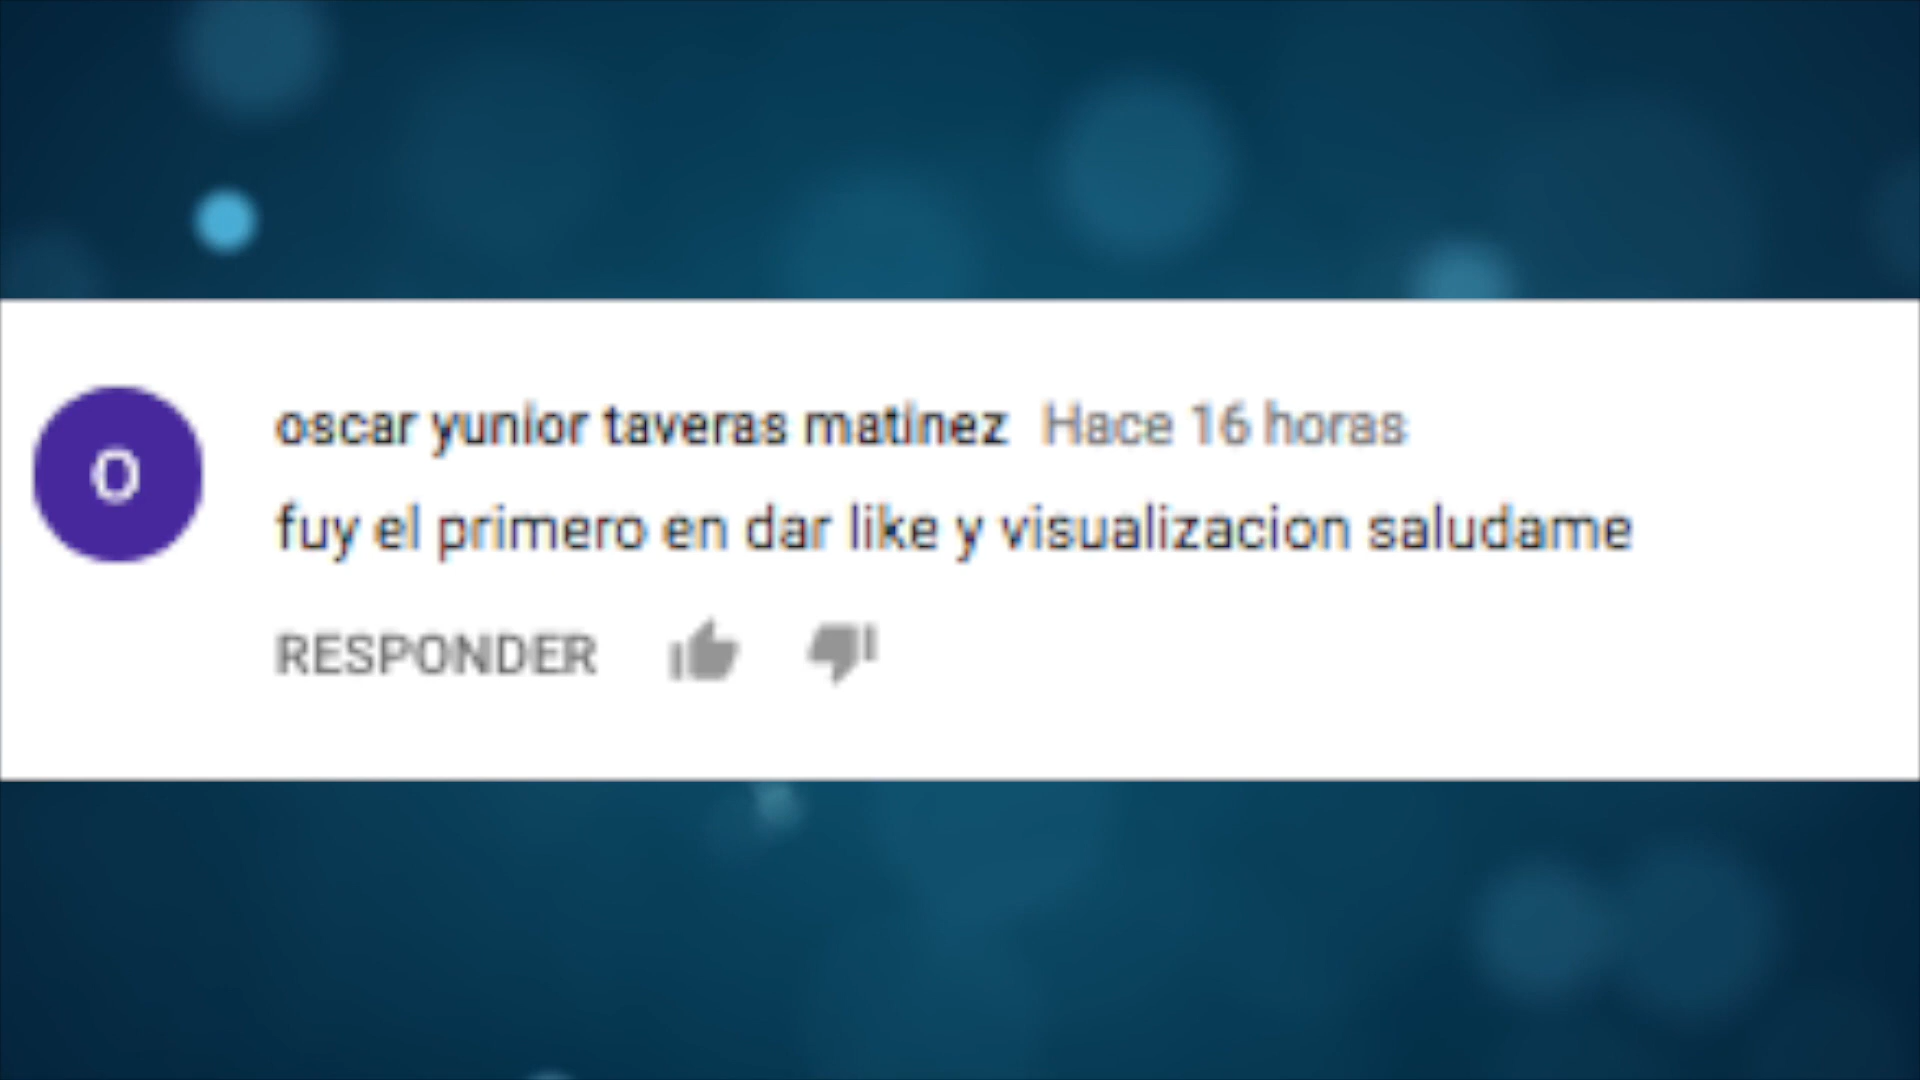 O
oscar yunior taveras matinez Hace 16 horas
fuy el primero en dar like y visualizacion saludame
RESPONDER